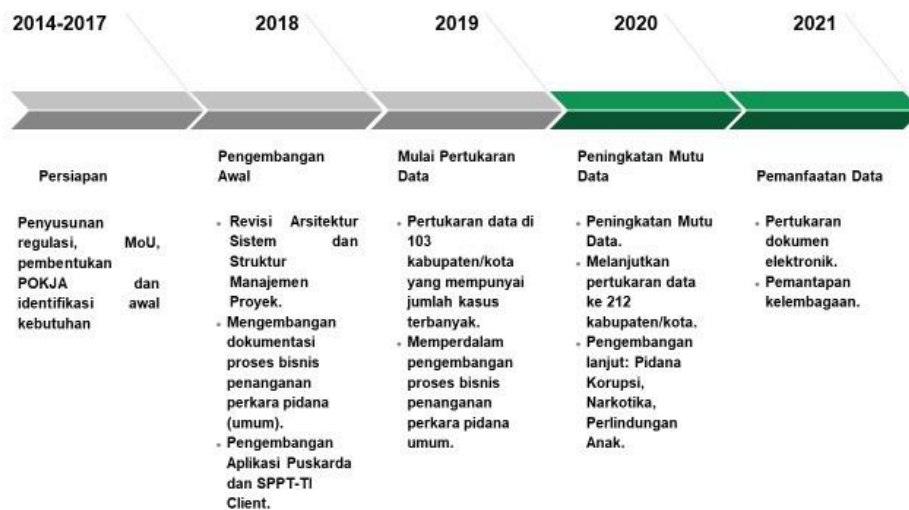 2014-2017
2018
2019
2020
2021
Persiapan
Penyusunan
regulasi, MoU,
pembentukan
POKJA dan
identifikasi awal
kebutuhan
Pengembangan
Awal
• Revisi Arsitektur
Sistem dan
Struktur
Manajemen
Proyek.
• Mengembangan
dokumentasi
proses bisnis
penanganan
perkara pidana
(umum).
• Pengembangan
Aplikasi Puskarda
dan SPPT-TI
Client.
Mulai Pertukaran
Data
• Pertukaran data di
103
kabupaten/kota
yang mempunyai
jumlah kasus
terbanyak.
• Memperdalam
pengembangan
proses bisnis
penanganan
perkara pidana
umum.
Peningkatan Mutu
Data
• Peningkatan Mutu
Data.
• Melanjutkan
pertukaran data
ke 212
kabupaten/kota.
• Pengembangan
lanjut: Pidana
Korupsi,
Narkotika,
Perlindungan
Anak.
Pemanfaatan Data
• Pertukaran
dokumen
elektronik.
• Pemantapan
kelembagaan.